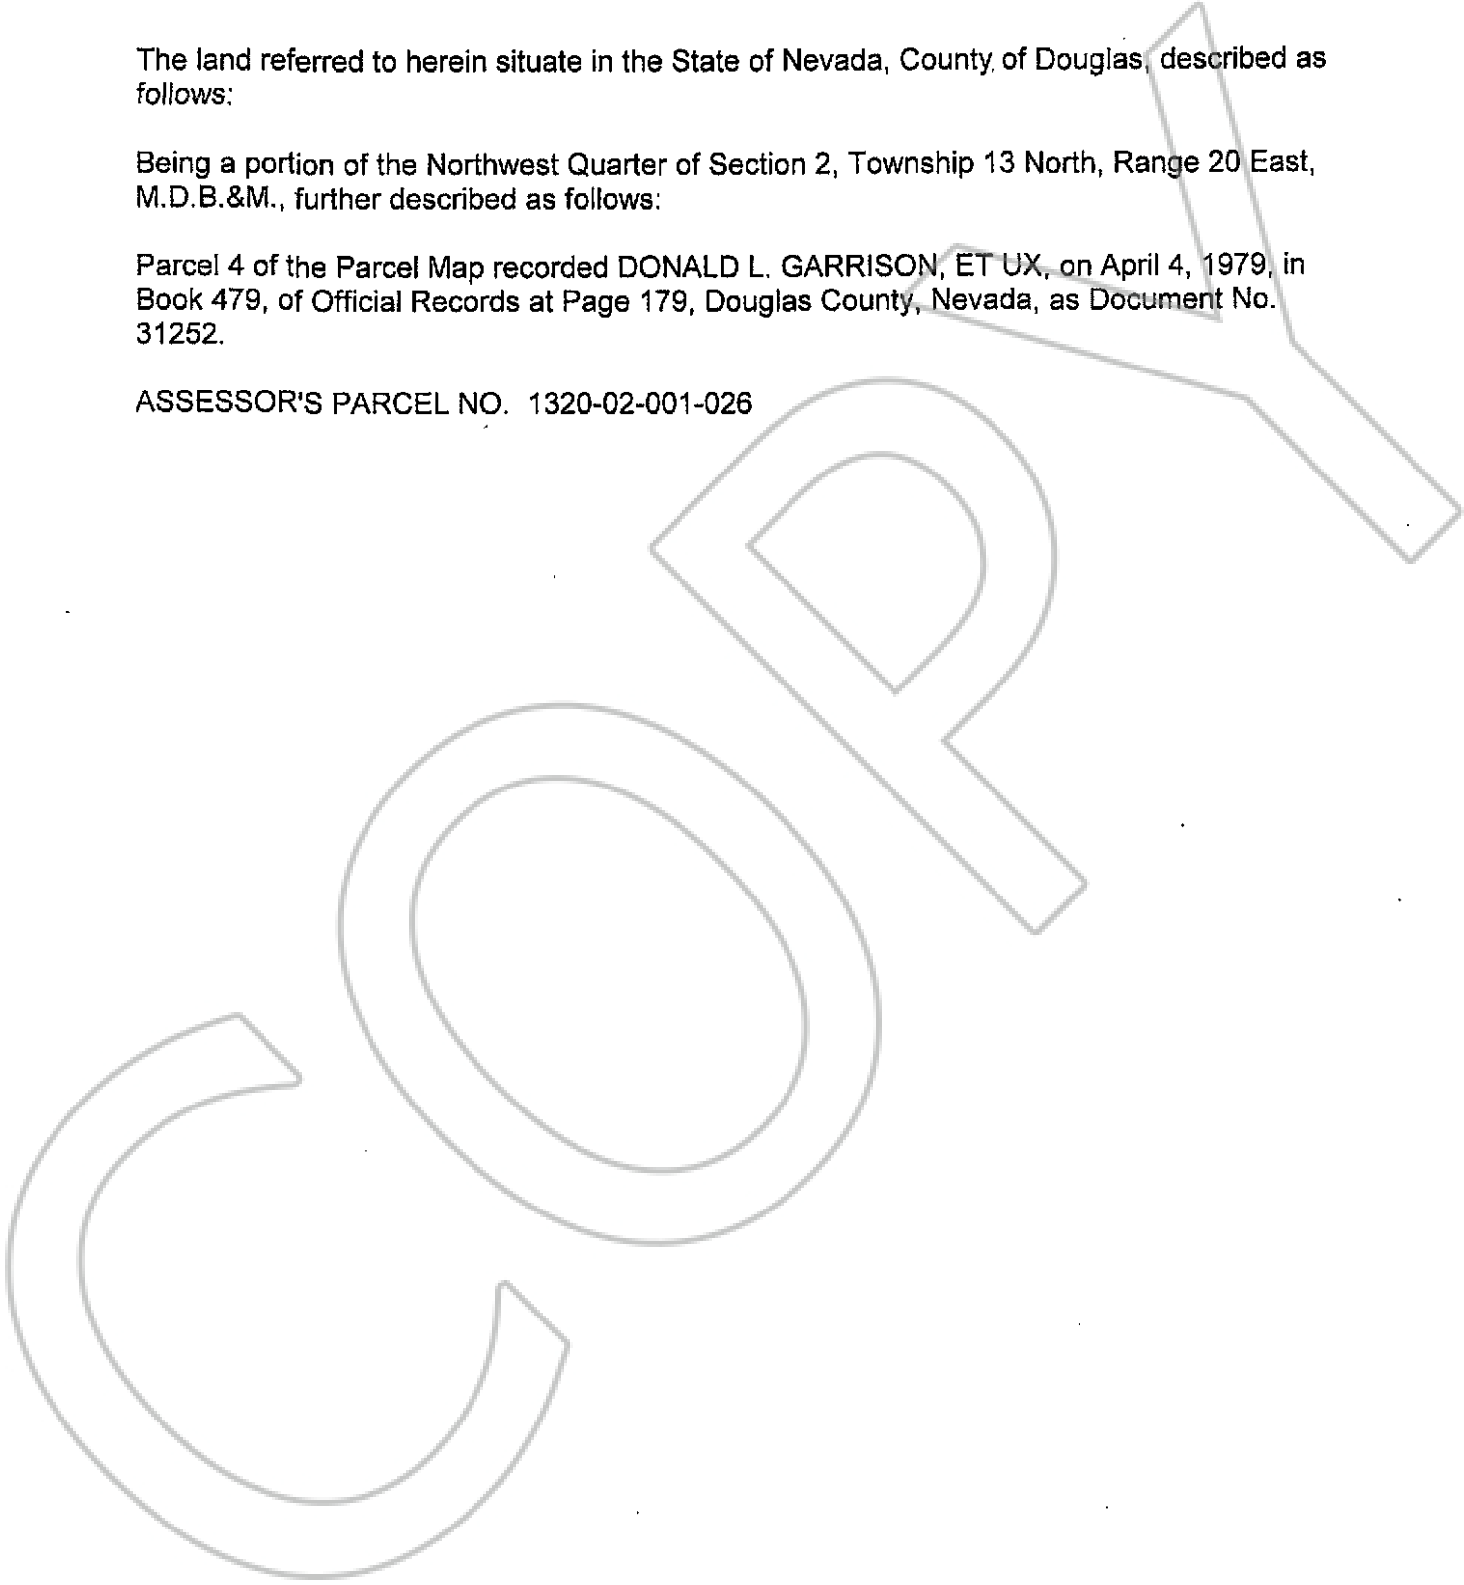 The land referred to herein situate in the State of Nevada, County of Douglas, described as
follows:
Being a portion of the Northwest Quarter of Section 2, Township 13 North, Range 20 East,
M.D.B.&M., further described as follows:
Parcel 4 of the Parcel Map recorded DONALD L. GARRISON, ET UX, on April 4, 1979, in
Book 479, of Official Records at Page 179, Douglas County, Nevada, as Document No.
31252.
ASSESSOR'S PARCEL NO. 1320-02-001-026
COPY